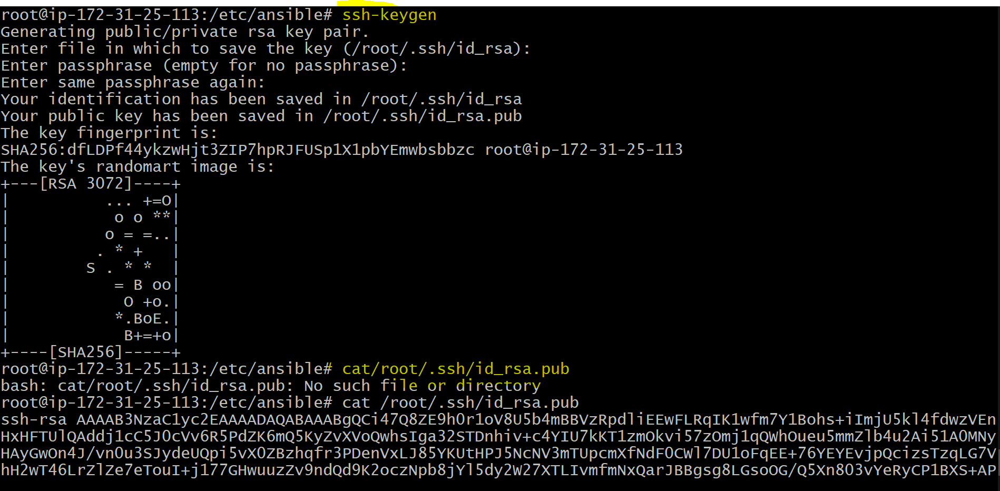 root@ip-172-31-25-113:/etc/ansible# ssh-keygen
Generating public/private rsa key pair.
Enter file in which to save the key (/root/.ssh/id_rsa):
Enter passphrase (empty for no passphrase):
Enter same passphrase again:
Your identification has been saved in /root/.ssh/id_rsa
Your public key has been saved in /root/.ssh/id_rsa.pub
The key fingerprint is:
SHA256:dfLDPf44ykzwHjt3ZIP7hpRJFUSp1X1pbYEmwbsbbzc root@ip-172-31-25-113
The key's randomart image is:
+---[RSA 3072]----+
|          ... +=O|
|           o o **|
|          o = =..|
|         . * +   |
|        S . * *  |
|           = B oo|
|            O +o.|
|           *.BoE.|
|            B+=+o|
+----[SHA256]-----+
root@ip-172-31-25-113:/etc/ansible# cat/root/.ssh/id_rsa.pub
bash: cat/root/.ssh/id_rsa.pub: No such file or directory
root@ip-172-31-25-113:/etc/ansible# cat /root/.ssh/id_rsa.pub
ssh-rsa AAAAB3NzaC1yc2EAAAADAQABAAABgQCi47Q8ZE9h0r1oV8U5b4mBBVzRpdliEEwFLRqIK1wfm7Y1Bohs+iImjU5kl4fdwzVEn
HxHFTUlQAddj1cC5J0cVv6R5PdZK6mQ5KyZvXVoQwhsIga32STDnhiv+c4YIU7kKT1zmOkvi57zOmj1qQWhOueu5mmZlb4u2Ai51A0MNy
HAyGwOn4J/vn0u3SJydeUQpi5vX0ZBzhqfr3PDenVxLJ85YKUtHPJ5NcNV3mTUpcmXfNdF0CWl7DU1oFqEE+76YEYEvjpQcizsTzqLG7V
hH2wT46LrZlZe7eTouI+j177GHwuuzZv9ndQd9K2oczNpb8jYl5dy2W27XTLIvmfmNxQarJBBgsg8LGsoOG/Q5Xn8O3vYeRyCP1BXS+AP